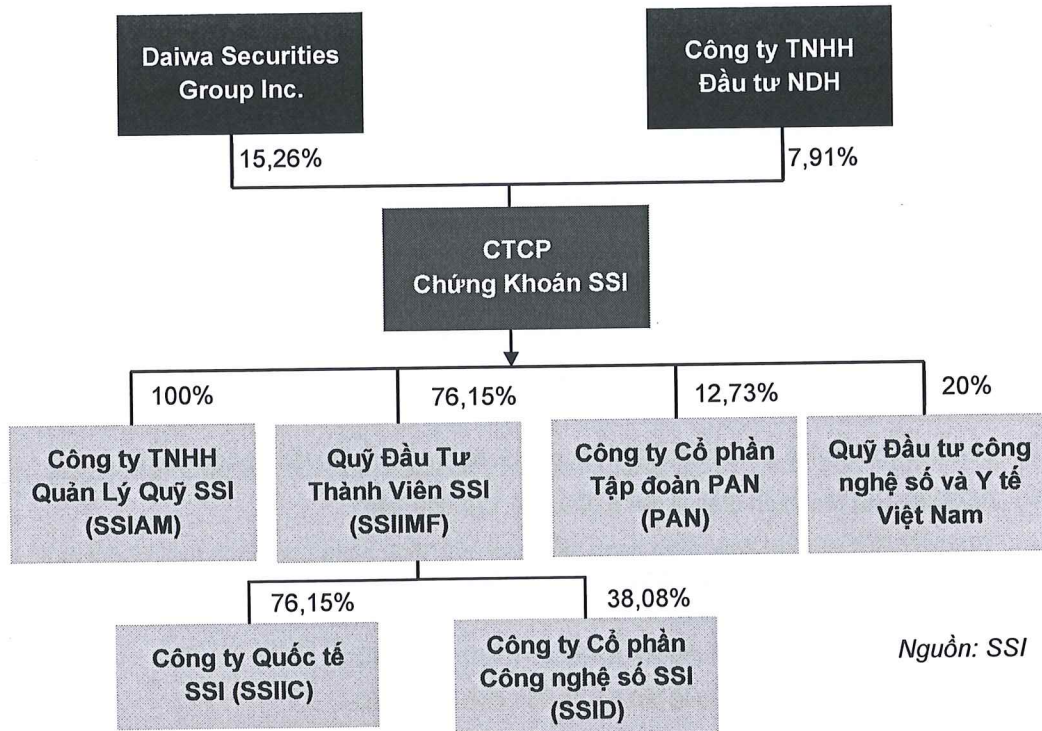 Daiwa Securities
Group Inc.
Công ty TNHH
Đầu tư NDH
15,26%
7,91%
CTCP
Chứng Khoán SSI
100%
76,15%
12,73%
20%
Công ty TNHH
Quản Lý Quỹ SSI
(SSIAM)
Quỹ Đầu Tư
Thành Viên SSI
(SSIIMF)
Công ty Cổ phần
Tập đoàn PAN
(PAN)
Quỹ Đầu tư công
nghệ số và Y tế
Việt Nam
76,15%
38,08%
Công ty Quốc tế
SSI (SSIIC)
Công ty Cổ phần
Công nghệ số SSI
(SSID)
Nguồn: SSI